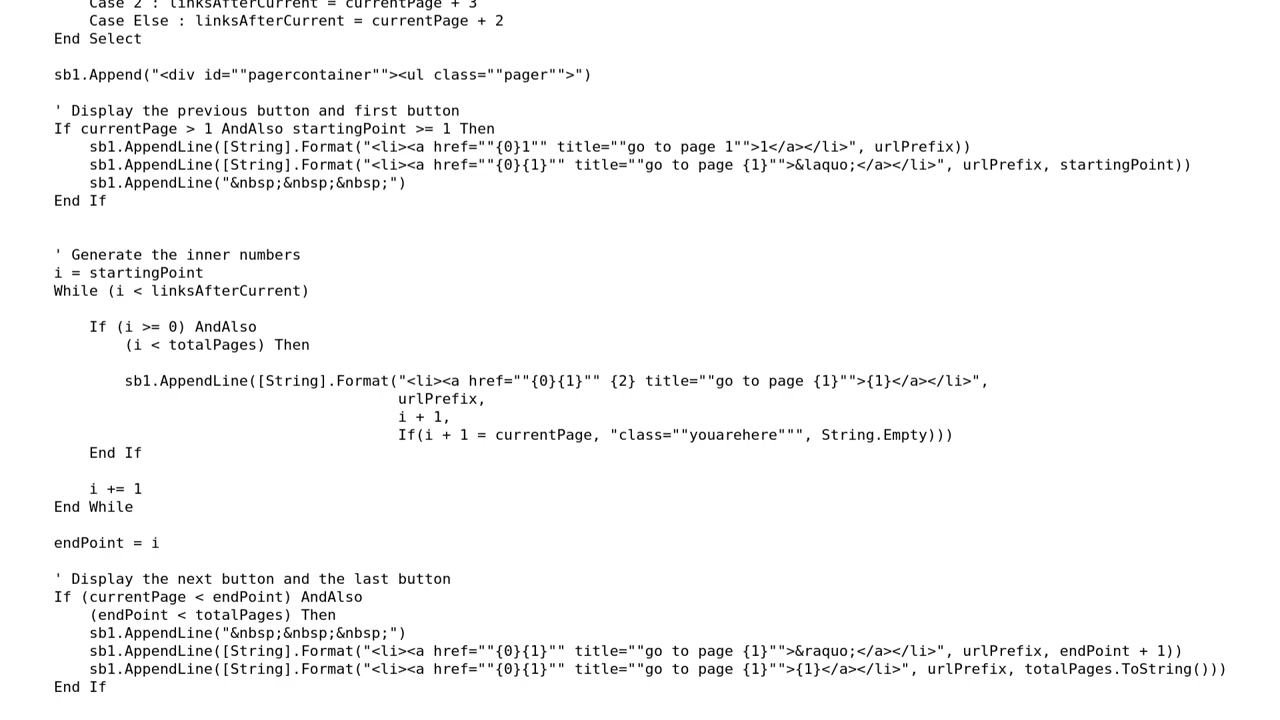 Case 2 : linksAfterCurrent = currentPage + 3
Case Else : linksAfterCurrent = currentPage + 2
End Select
sb1.Append("<div id=""pagercontainer""><ul class=""pager"">")
' Display the previous button and first button
If currentPage > 1 AndAlso startingPoint >= 1 Then
sb1.AppendLine([String].Format("<li><a href=""{0}1"" title=""go to page 1"">1</a></li>", urlPrefix))
sb1.AppendLine([String].Format("<li><a href=""{0}{1}"" title=""go to page {1}"">&laquo;</a></li>", urlPrefix, startingPoint))
sb1.AppendLine("&nbsp;&nbsp;&nbsp;")
End If
' Generate the inner numbers
i = startingPoint
While (i < linksAfterCurrent)
If (i >= 0) AndAlso
(i < totalPages) Then
sb1.AppendLine([String].Format("<li><a href=""{0}{1}"" {2} title=""go to page {1}"">{1}</a></li>",
urlPrefix,
i + 1,
If(i + 1 = currentPage, "class=""youarehere""", String.Empty)))
End If
i += 1
End While
endPoint = i
' Display the next button and the last button
If (currentPage < endPoint) AndAlso
(endPoint < totalPages) Then
sb1.AppendLine("&nbsp;&nbsp;&nbsp;")
sb1.AppendLine([String].Format("<li><a href=""{0}{1}"" title=""go to page {1}"">&raquo;</a></li>", urlPrefix, endPoint + 1))
sb1.AppendLine([String].Format("<li><a href=""{0}{1}"" title=""go to page {1}"">{1}</a></li>", urlPrefix, totalPages.ToString()))
End If